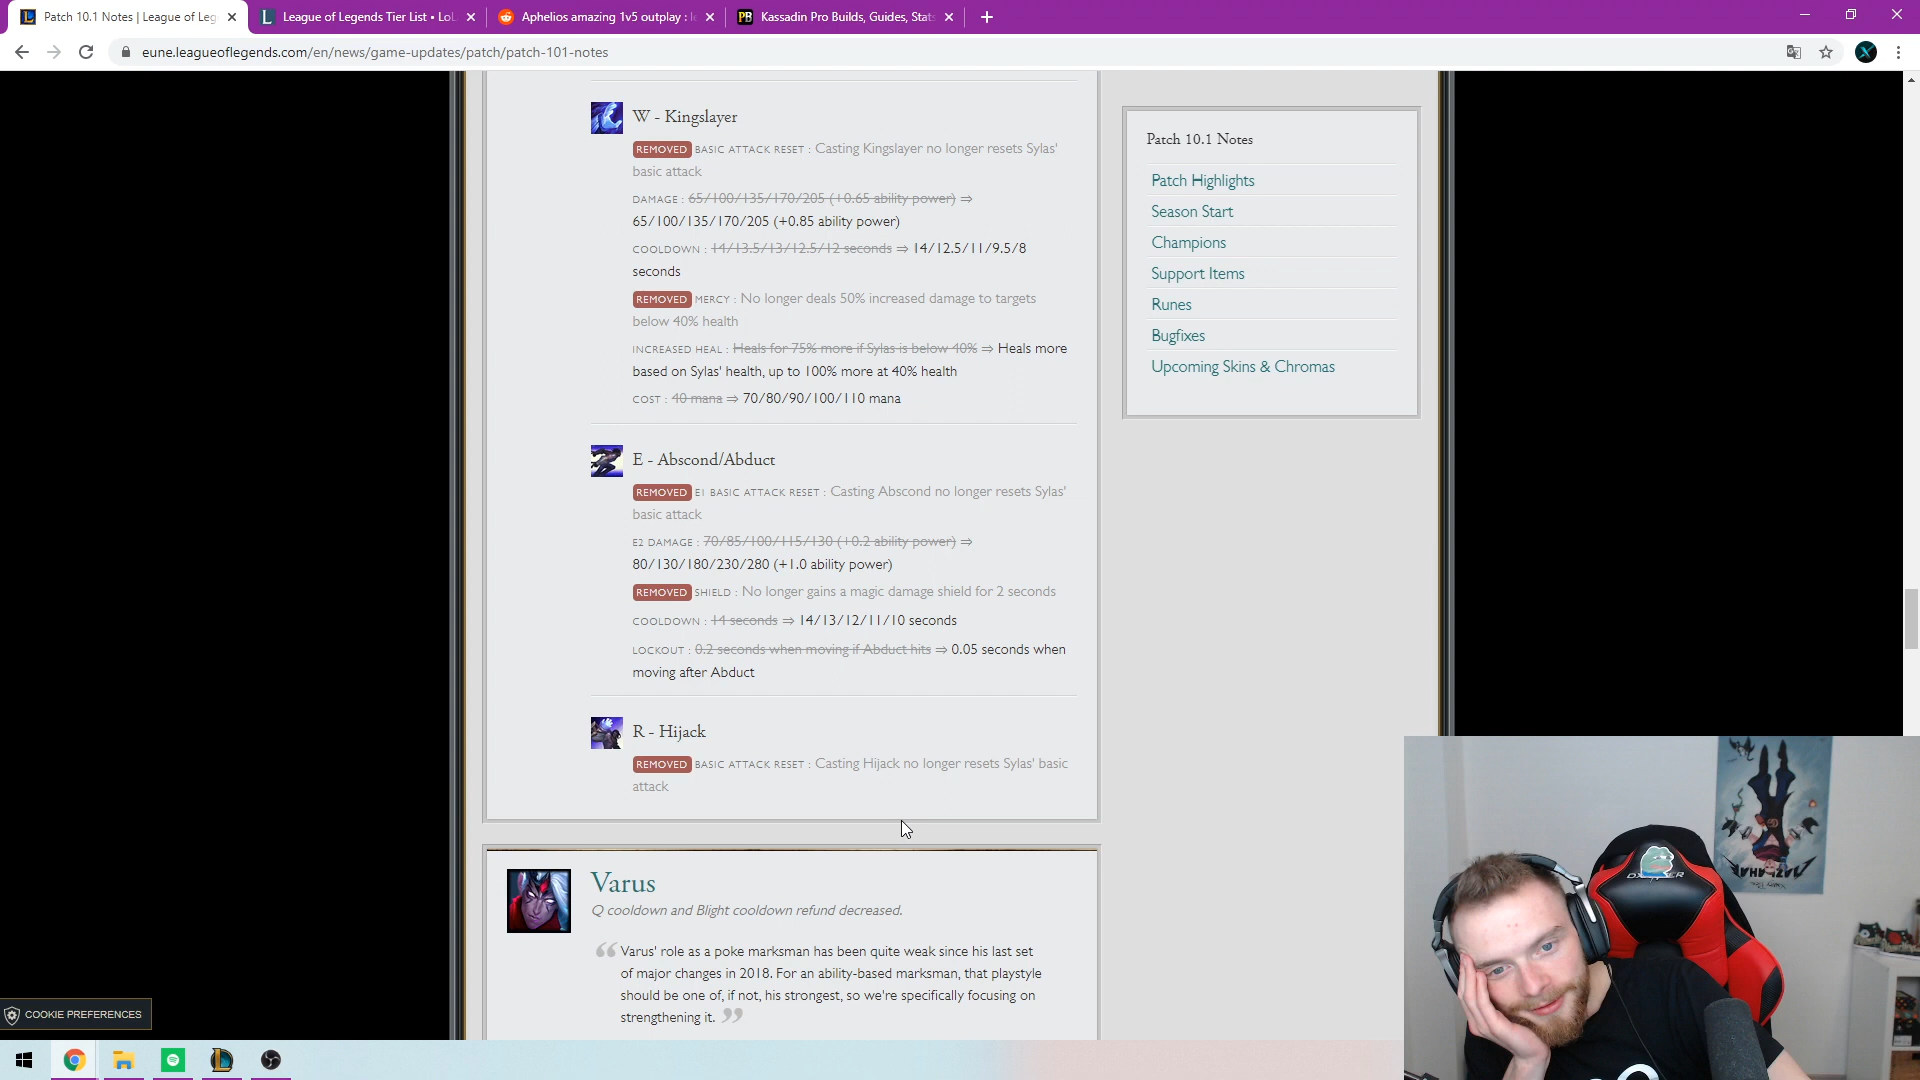 Patch 10.1 Notes | League of Leg
League of Legends Tier List • LoL
Aphelios amazing 1v5 outplay : le
PB Kassadin Pro Builds, Guides, Stats
eune.leagueoflegends.com/en/news/game-updates/patch/patch-101-notes
W - Kingslayer
REMOVED BASIC ATTACK RESET : Casting Kingslayer no longer resets Sylas'
basic attack
DAMAGE : 65/100/135/170/205 (+0.65 ability power) ⇒
65/100/135/170/205 (+0.85 ability power)
COOLDOWN : 14/13.5/13/12.5/12 seconds ⇒ 14/12.5/11/9.5/8
seconds
REMOVED MERCY : No longer deals 50% increased damage to targets
below 40% health
INCREASED HEAL : Heals for 75% more if Sylas is below 40% ⇒ Heals more
based on Sylas' health, up to 100% more at 40% health
COST : 40 mana ⇒ 70/80/90/100/110 mana
E - Abscond/Abduct
REMOVED E1 BASIC ATTACK RESET : Casting Abscond no longer resets Sylas'
basic attack
E2 DAMAGE : 70/85/100/115/130 (+0.2 ability power) ⇒
80/130/180/230/280 (+1.0 ability power)
REMOVED SHIELD : No longer gains a magic damage shield for 2 seconds
COOLDOWN : 14 seconds ⇒ 14/13/12/11/10 seconds
LOCKOUT : 0.2 seconds when moving if Abduct hits ⇒ 0.05 seconds when
moving after Abduct
R - Hijack
REMOVED BASIC ATTACK RESET : Casting Hijack no longer resets Sylas' basic
attack
Varus
Q cooldown and Blight cooldown refund decreased.
“ Varus' role as a poke marksman has been quite weak since his last set
of major changes in 2018. For an ability-based marksman, that playstyle
should be one of, if not, his strongest, so we're specifically focusing on
strengthening it. ”
Patch 10.1 Notes
Patch Highlights
Season Start
Champions
Support Items
Runes
Bugfixes
Upcoming Skins & Chromas
COOKIE PREFERENCES